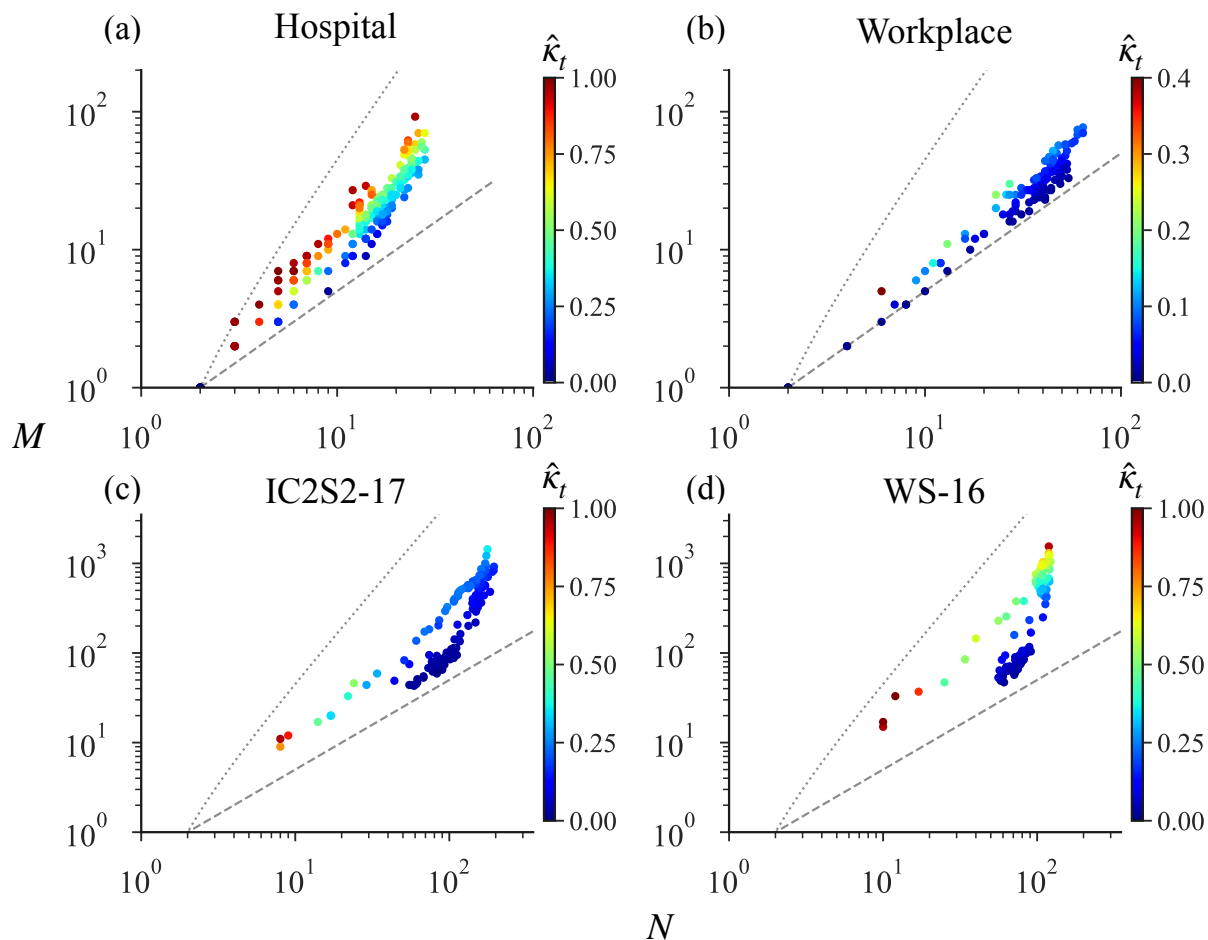 (a) Hospital
κ̂ₜ
10² 10¹ 10⁰
1.00 0.75 0.50 0.25 0.00
10⁰ 10¹ 10²
(b) Workplace
κ̂ₜ
10² 10¹ 10⁰
0.4 0.3 0.2 0.1 0.0
10⁰ 10¹ 10²
M
(c) IC2S2-17
κ̂ₜ
10³ 10² 10¹ 10⁰
1.00 0.75 0.50 0.25 0.00
10⁰ 10¹ 10²
(d) WS-16
κ̂ₜ
10³ 10² 10¹ 10⁰
1.00 0.75 0.50 0.25 0.00
10⁰ 10¹ 10²
N